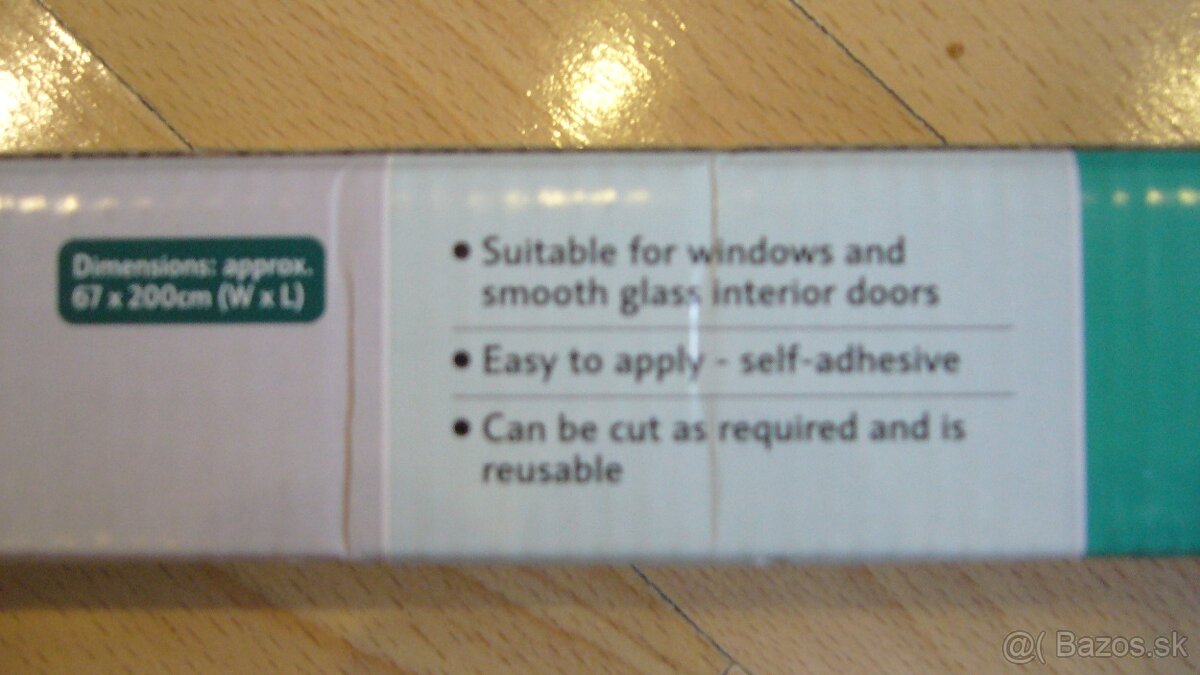 Dimensions: approx.
67 x 200cm (W x L)
• Suitable for windows and
smooth glass interior doors
• Easy to apply - self-adhesive
• Can be cut as required and is
reusable
@( Bazos.sk